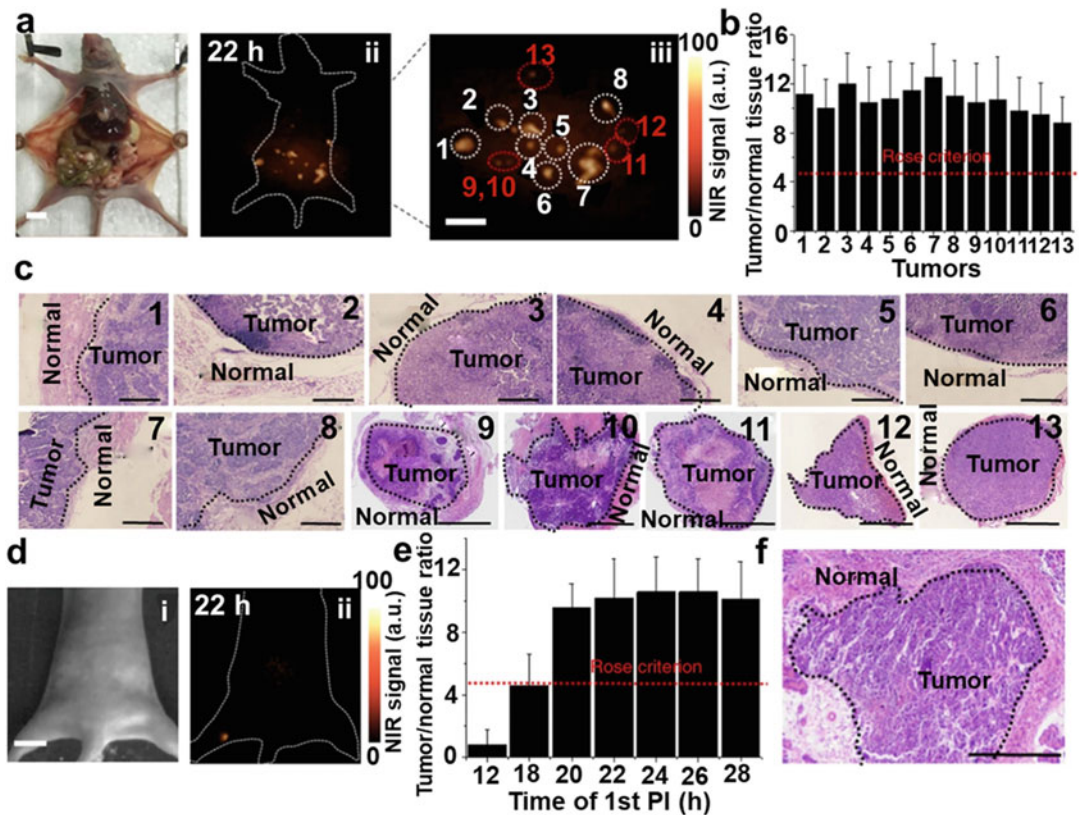 a
i
22 h
ii
iii
13
2
3
8
1
5
12
4
11
9,10
6
7
100
NIR signal (a.u.)
0
b
Tumor/normal tissue ratio
16
12
8
4
0
Rose criterion
1 2 3 4 5 6 7 8 9 10 11 12 13
Tumors
c
Normal
Tumor
1
Tumor
Normal
2
Normal
Tumor
3
Normal
Tumor
4
Tumor
Normal
5
Tumor
Normal
6
Tumor
Normal
7
Tumor
Normal
8
Tumor
Normal
9
Tumor
Normal
10
Tumor
Normal
11
Tumor
Normal
12
Normal
Tumor
13
d
i
22 h
ii
100
NIR signal (a.u.)
0
e
Tumor/normal tissue ratio
12
8
4
0
Rose criterion
12 18 20 22 24 26 28
Time of 1st PI (h)
f
Normal
Tumor